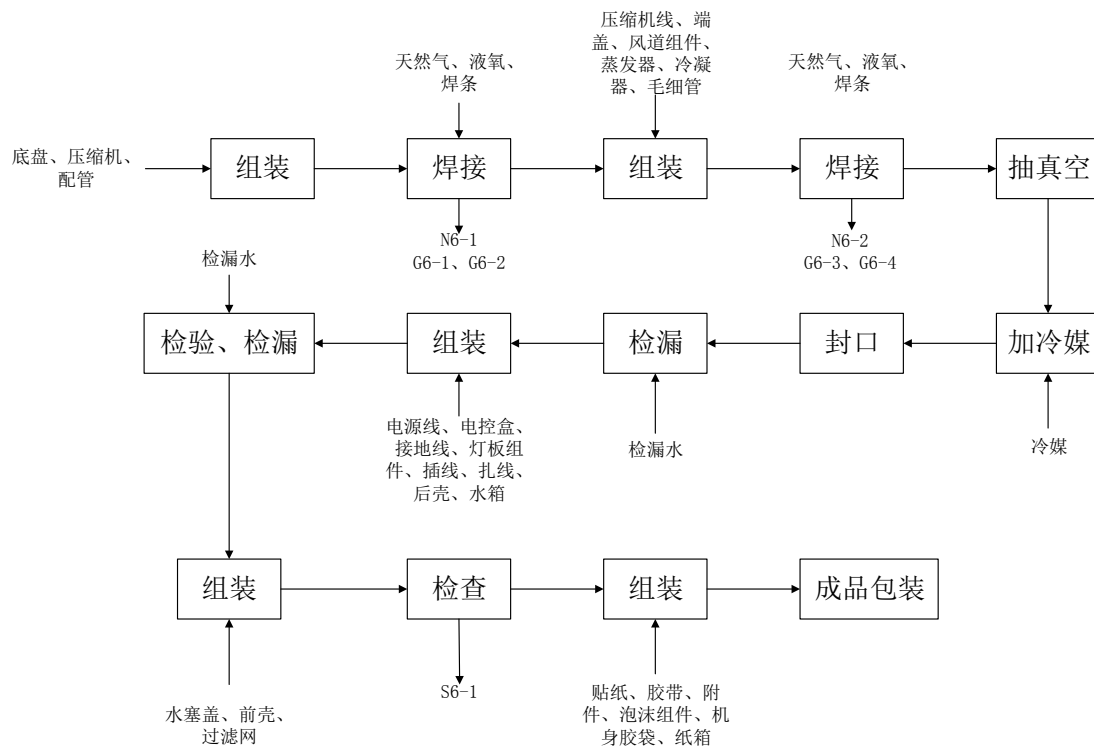 压缩机线、端
盖、风道组件、
蒸发器、冷凝
器、毛细管
天然气、液氧、
焊条
天然气、液氧、
焊条
底盘、压缩机、
配管
组装
焊接
组装
焊接
抽真空
N6-1
G6-1、G6-2
N6-2
G6-3、G6-4
检漏水
检验、检漏
组装
检漏
封口
加冷媒
电源线、电控盒、
接地线、灯板组
件、插线、扎线、
后壳、水箱
检漏水
冷媒
组装
检查
组装
成品包装
水塞盖、前壳、
过滤网
S6-1
贴纸、胶带、附
件、泡沫组件、机
身胶袋、纸箱